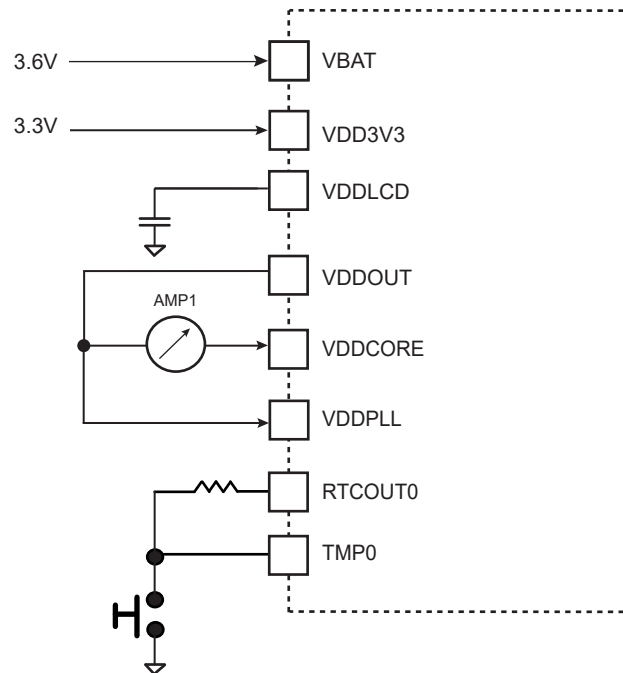 3.6V
VBAT
3.3V
VDD3V3
VDDLCD
VDDOUT
AMP1
VDDCORE
VDDPLL
RTCOUT0
TMP0